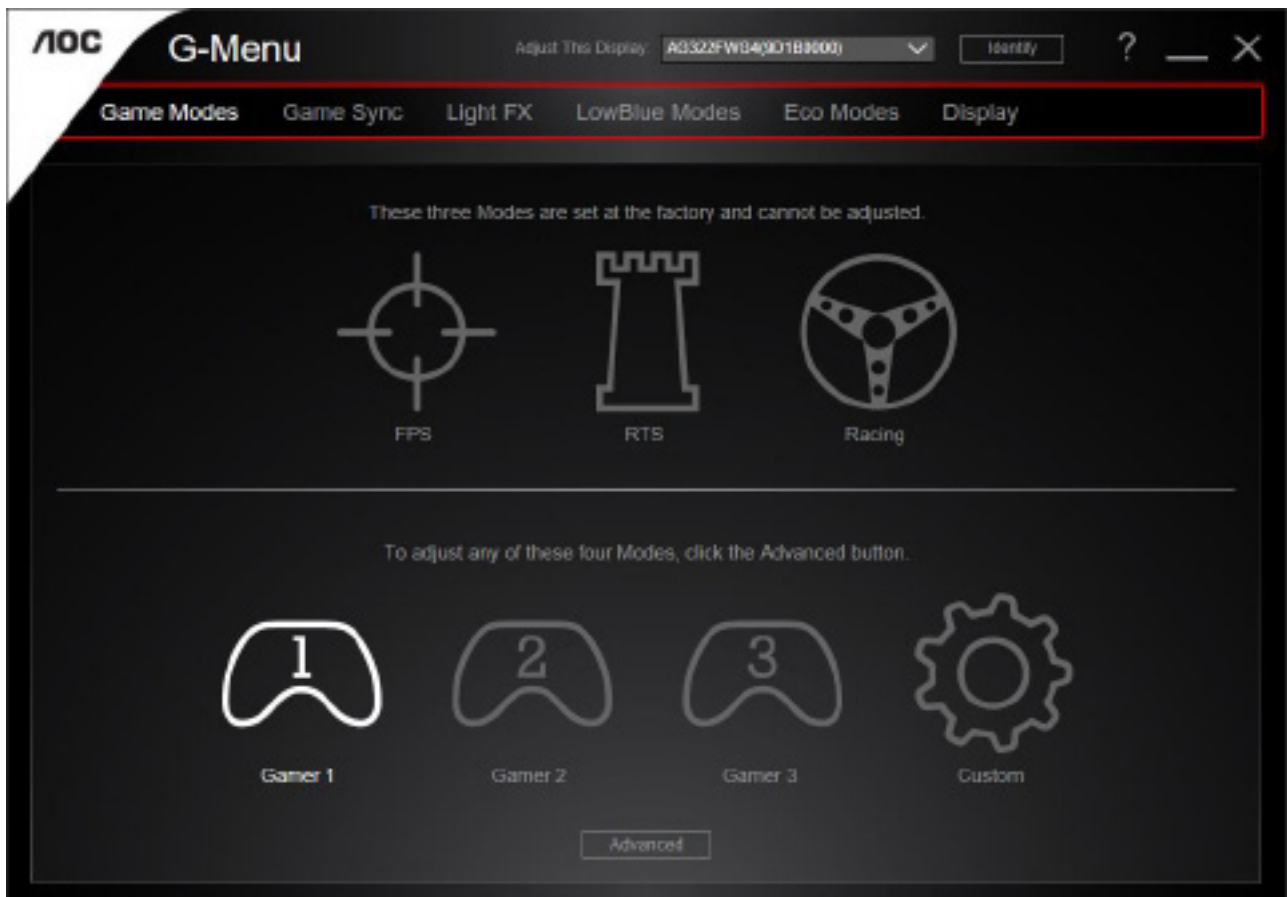 AOC G-Menu Adjust This Display: AG322FWG4(9D1B0000) Identify ?
Game Modes Game Sync Light FX LowBlue Modes Eco Modes Display
These three Modes are set at the factory and cannot be adjusted.
FPS RTS Racing
To adjust any of these four Modes, click the Advanced button.
1 2 3
Gamer 1 Gamer 2 Gamer 3 Custom
Advanced